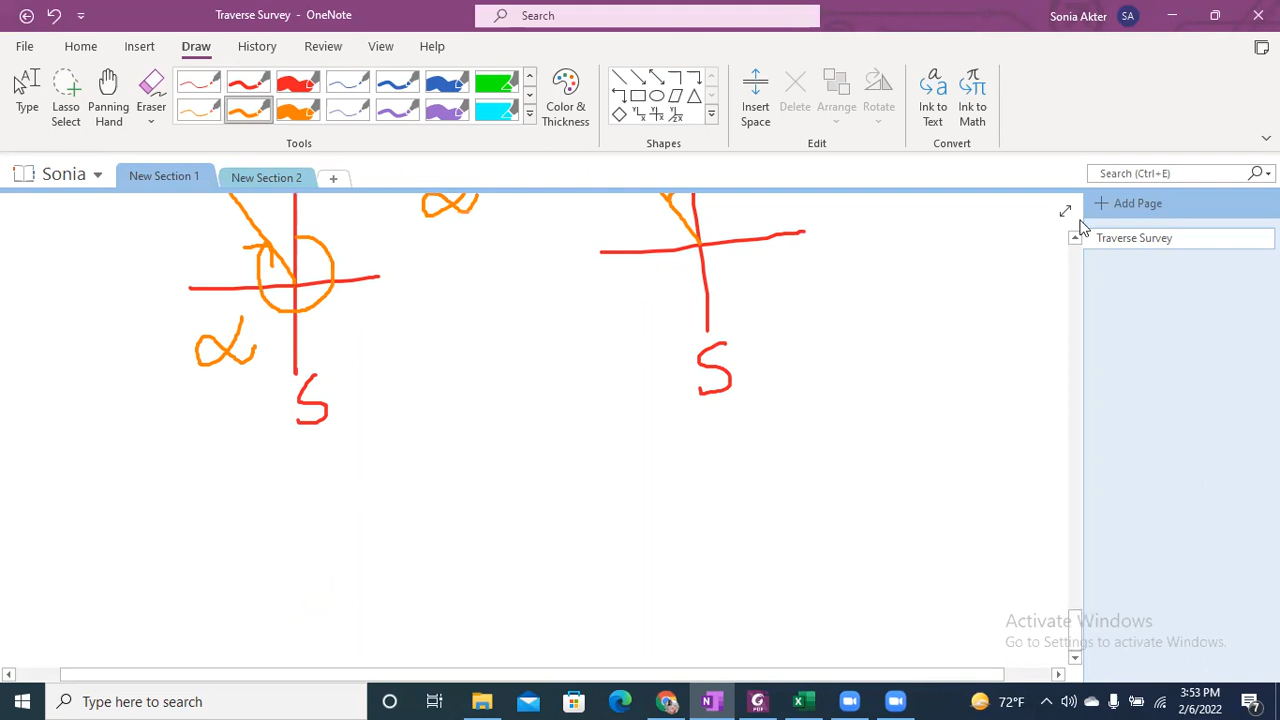 Traverse Survey - OneNote
Search
Sonia Akter
SA
File
Home
Insert
Draw
History
Review
View
Help
Type
Lasso Select
Panning Hand
Eraser
Color & Thickness
Insert Space
Delete
Arrange
Rotate
Ink to Text
Ink to Math
Tools
Shapes
Edit
Convert
Sonia
New Section 1
New Section 2
Search (Ctrl+E)
Add Page
Traverse Survey
α
α
S
S
Activate Windows
Go to Settings to activate Windows.
Type here to search
72°F
3:53 PM
2/6/2022
7